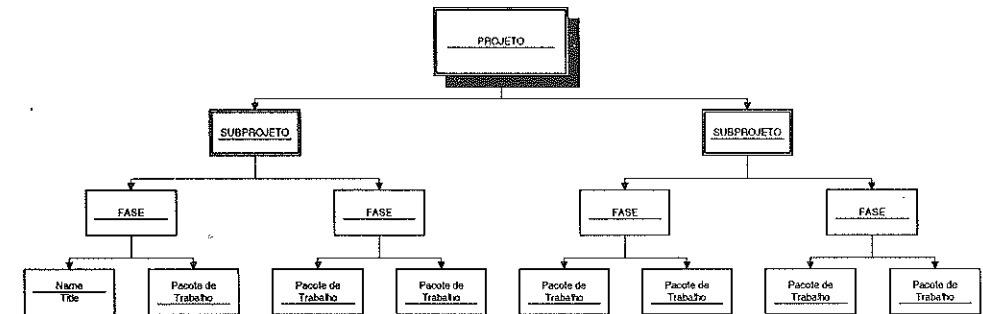 PROJETO
SUBPROJETO
SUBPROJETO
FASE
FASE
FASE
FASE
Name
Title
Pacote de
Trabalho
Pacote de
Trabalho
Pacote de
Trabalho
Pacote de
Trabalho
Pacote de
Trabalho
Pacote de
Trabalho
Pacote de
Trabalho